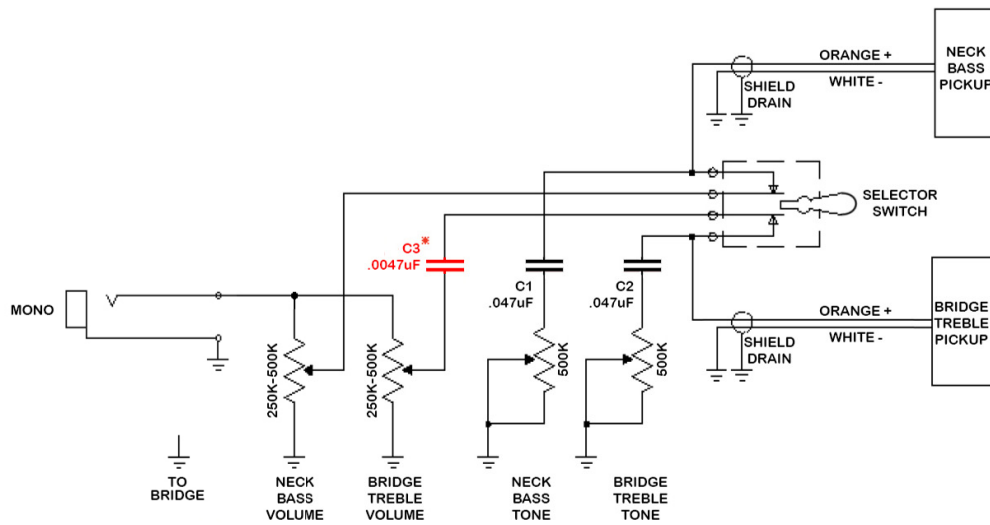 ORANGE +
WHITE -
SHIELD
DRAIN
NECK
BASS
PICKUP
SELECTOR
SWITCH
C3*
.0047uF
C1
.047uF
C2
.047uF
MONO
250K-500K
250K-500K
500K
500K
ORANGE +
WHITE -
SHIELD
DRAIN
BRIDGE
TREBLE
PICKUP
TO
BRIDGE
NECK
BASS
VOLUME
BRIDGE
TREBLE
VOLUME
NECK
BASS
TONE
BRIDGE
TREBLE
TONE